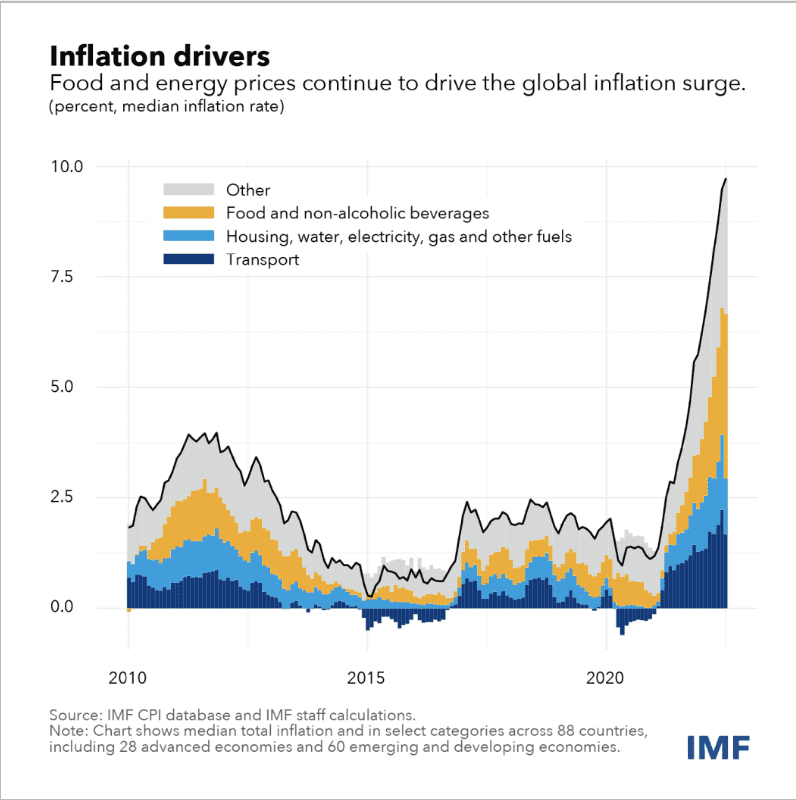 Inflation drivers
Food and energy prices continue to drive the global inflation surge.
(percent, median inflation rate)
10.0
Other
Food and non-alcoholic beverages
Housing, water, electricity, gas and other fuels
Transport
7.5
5.0
2.5
0.0
2010 2015 2020
Source: IMF CPI database and IMF staff calculations.
Note: Chart shows median total inflation and in select categories across 88 countries,
including 28 advanced economies and 60 emerging and developing economies.
IMF